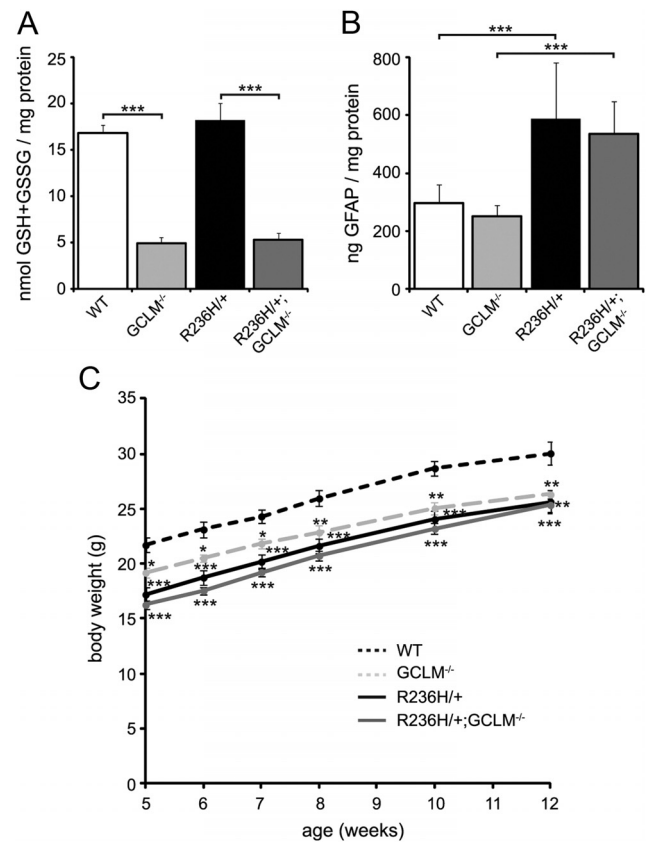 A
25
20
15
10
5
0
nmol GSH+GSSG / mg protein
***
***
WT
GCLM-/-
R236H/+
R236H/+;
GCLM-/-
B
800
600
400
200
0
ng GFAP / mg protein
***
***
WT
GCLM-/-
R236H/+
R236H/+;
GCLM-/-
C
35
30
25
20
15
10
5
0
body weight (g)
*
***
***
*
***
***
*
***
***
**
***
***
**
***
***
**
**
***
WT
GCLM-/-
R236H/+
R236H/+;GCLM-/-
5 6 7 8 9 10 11 12
age (weeks)